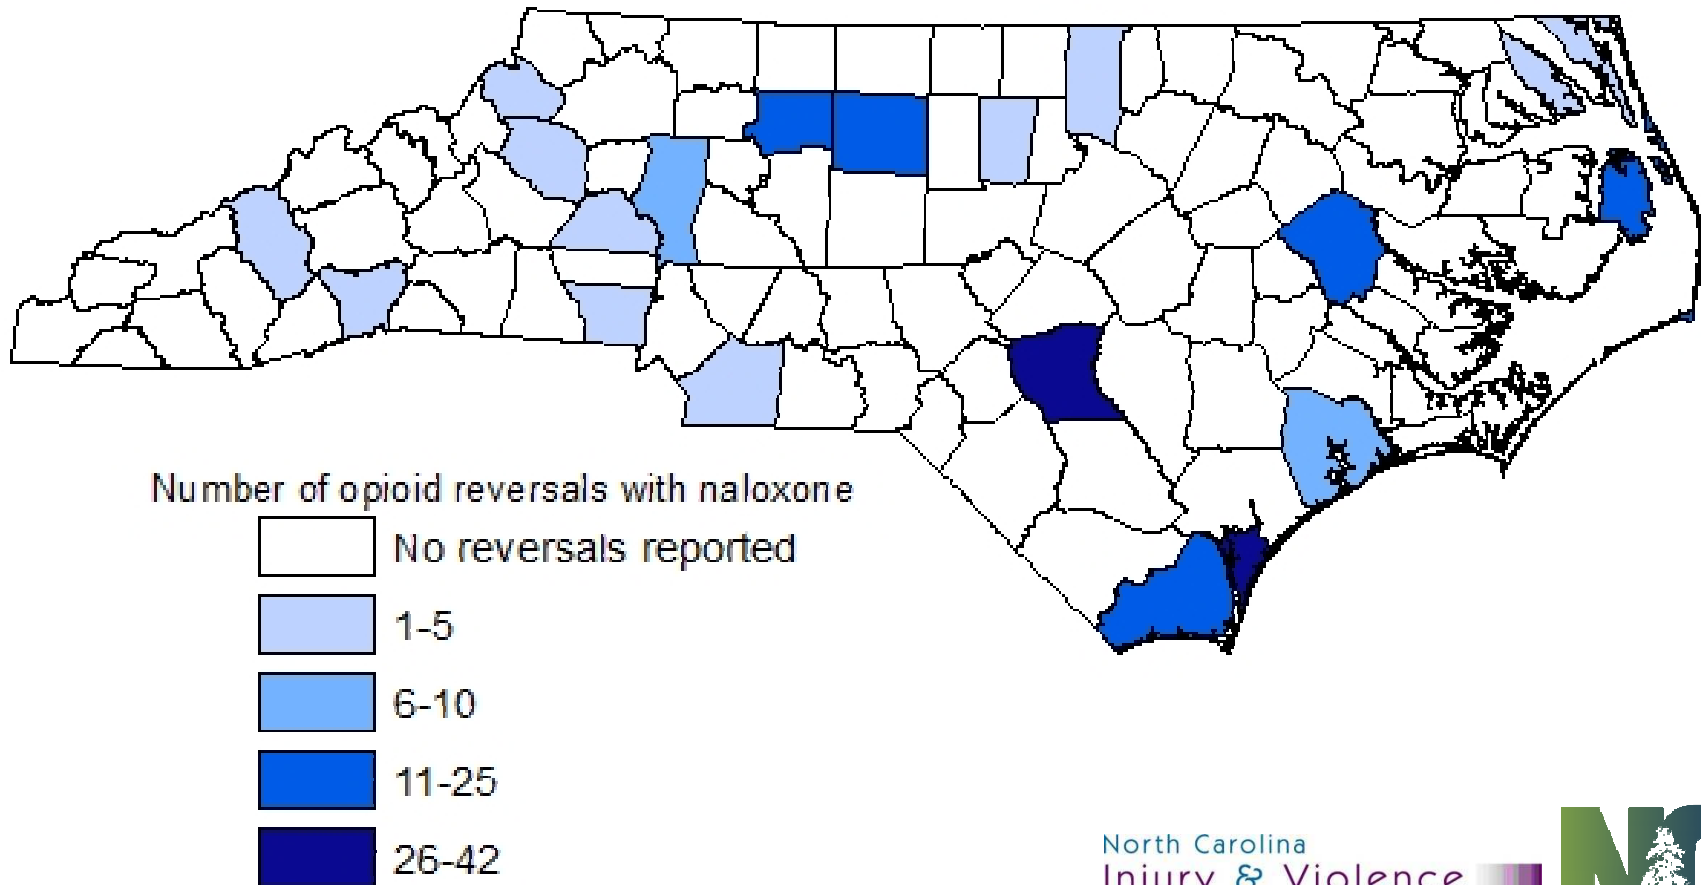 Number of opioid reversals with naloxone
No reversals reported
1-5
6-10
11-25
26-42
North Carolina
Injury & Violence